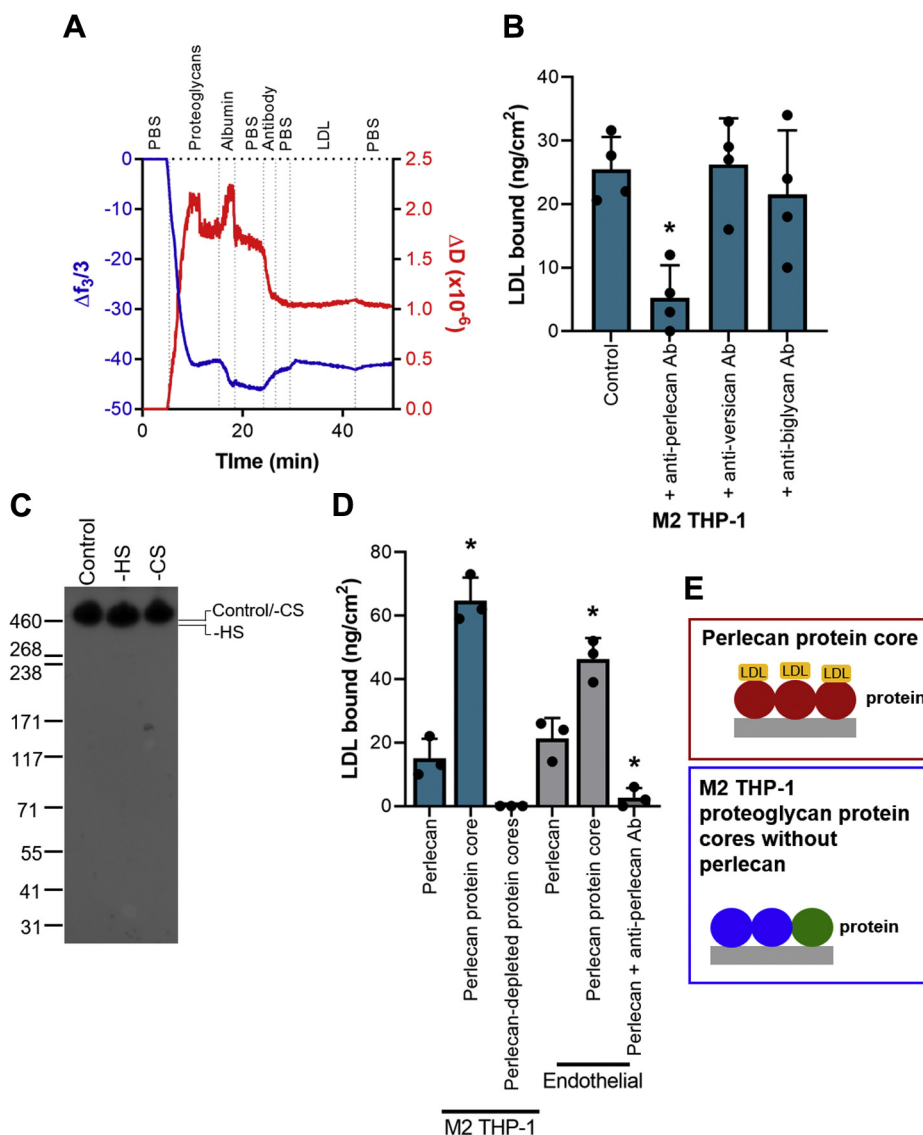 A
PBS
Proteoglycans
Albumin
PBS
Antibody
PBS
LDL
PBS
0
-10
-20
-30
-40
-50
Δf3/3
2.5
2.0
1.5
1.0
0.5
0.0
ΔD (x10-6)
0
20
40
TIme (min)
B
LDL bound (ng/cm2)
40
30
20
10
0
*
Control
+ anti-perlecan Ab
+ anti-versican Ab
+ anti-biglycan Ab
M2 THP-1
C
Control
-HS
-CS
460
268
238
171
117
71
55
41
31
Control/-CS
-HS
D
LDL bound (ng/cm2)
80
60
40
20
0
*
*
*
Perlecan
Perlecan protein core
Perlecan-depleted protein cores
Perlecan
Perlecan protein core
Perlecan + anti-perlecan Ab
Endothelial
M2 THP-1
E
Perlecan protein core
LDL LDL LDL
protein
M2 THP-1
proteoglycan protein
cores without
perlecan
protein